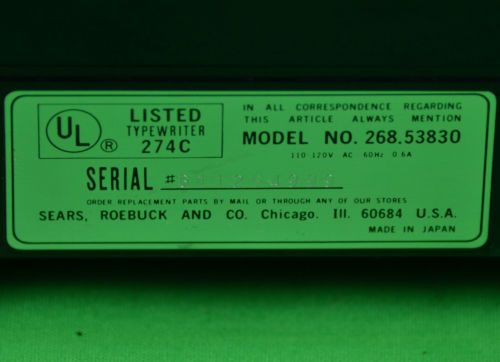 UL ®
LISTED
TYPEWRITER
274C
IN ALL CORRESPONDENCE REGARDING
THIS ARTICLE ALWAYS MENTION
MODEL NO. 268.53830
110-120V AC 60Hz 0.6A
SERIAL #
ORDER REPLACEMENT PARTS BY MAIL OR THROUGH ANY OF OUR STORES
SEARS, ROEBUCK AND CO. Chicago. Ill. 60684 U.S.A.
MADE IN JAPAN